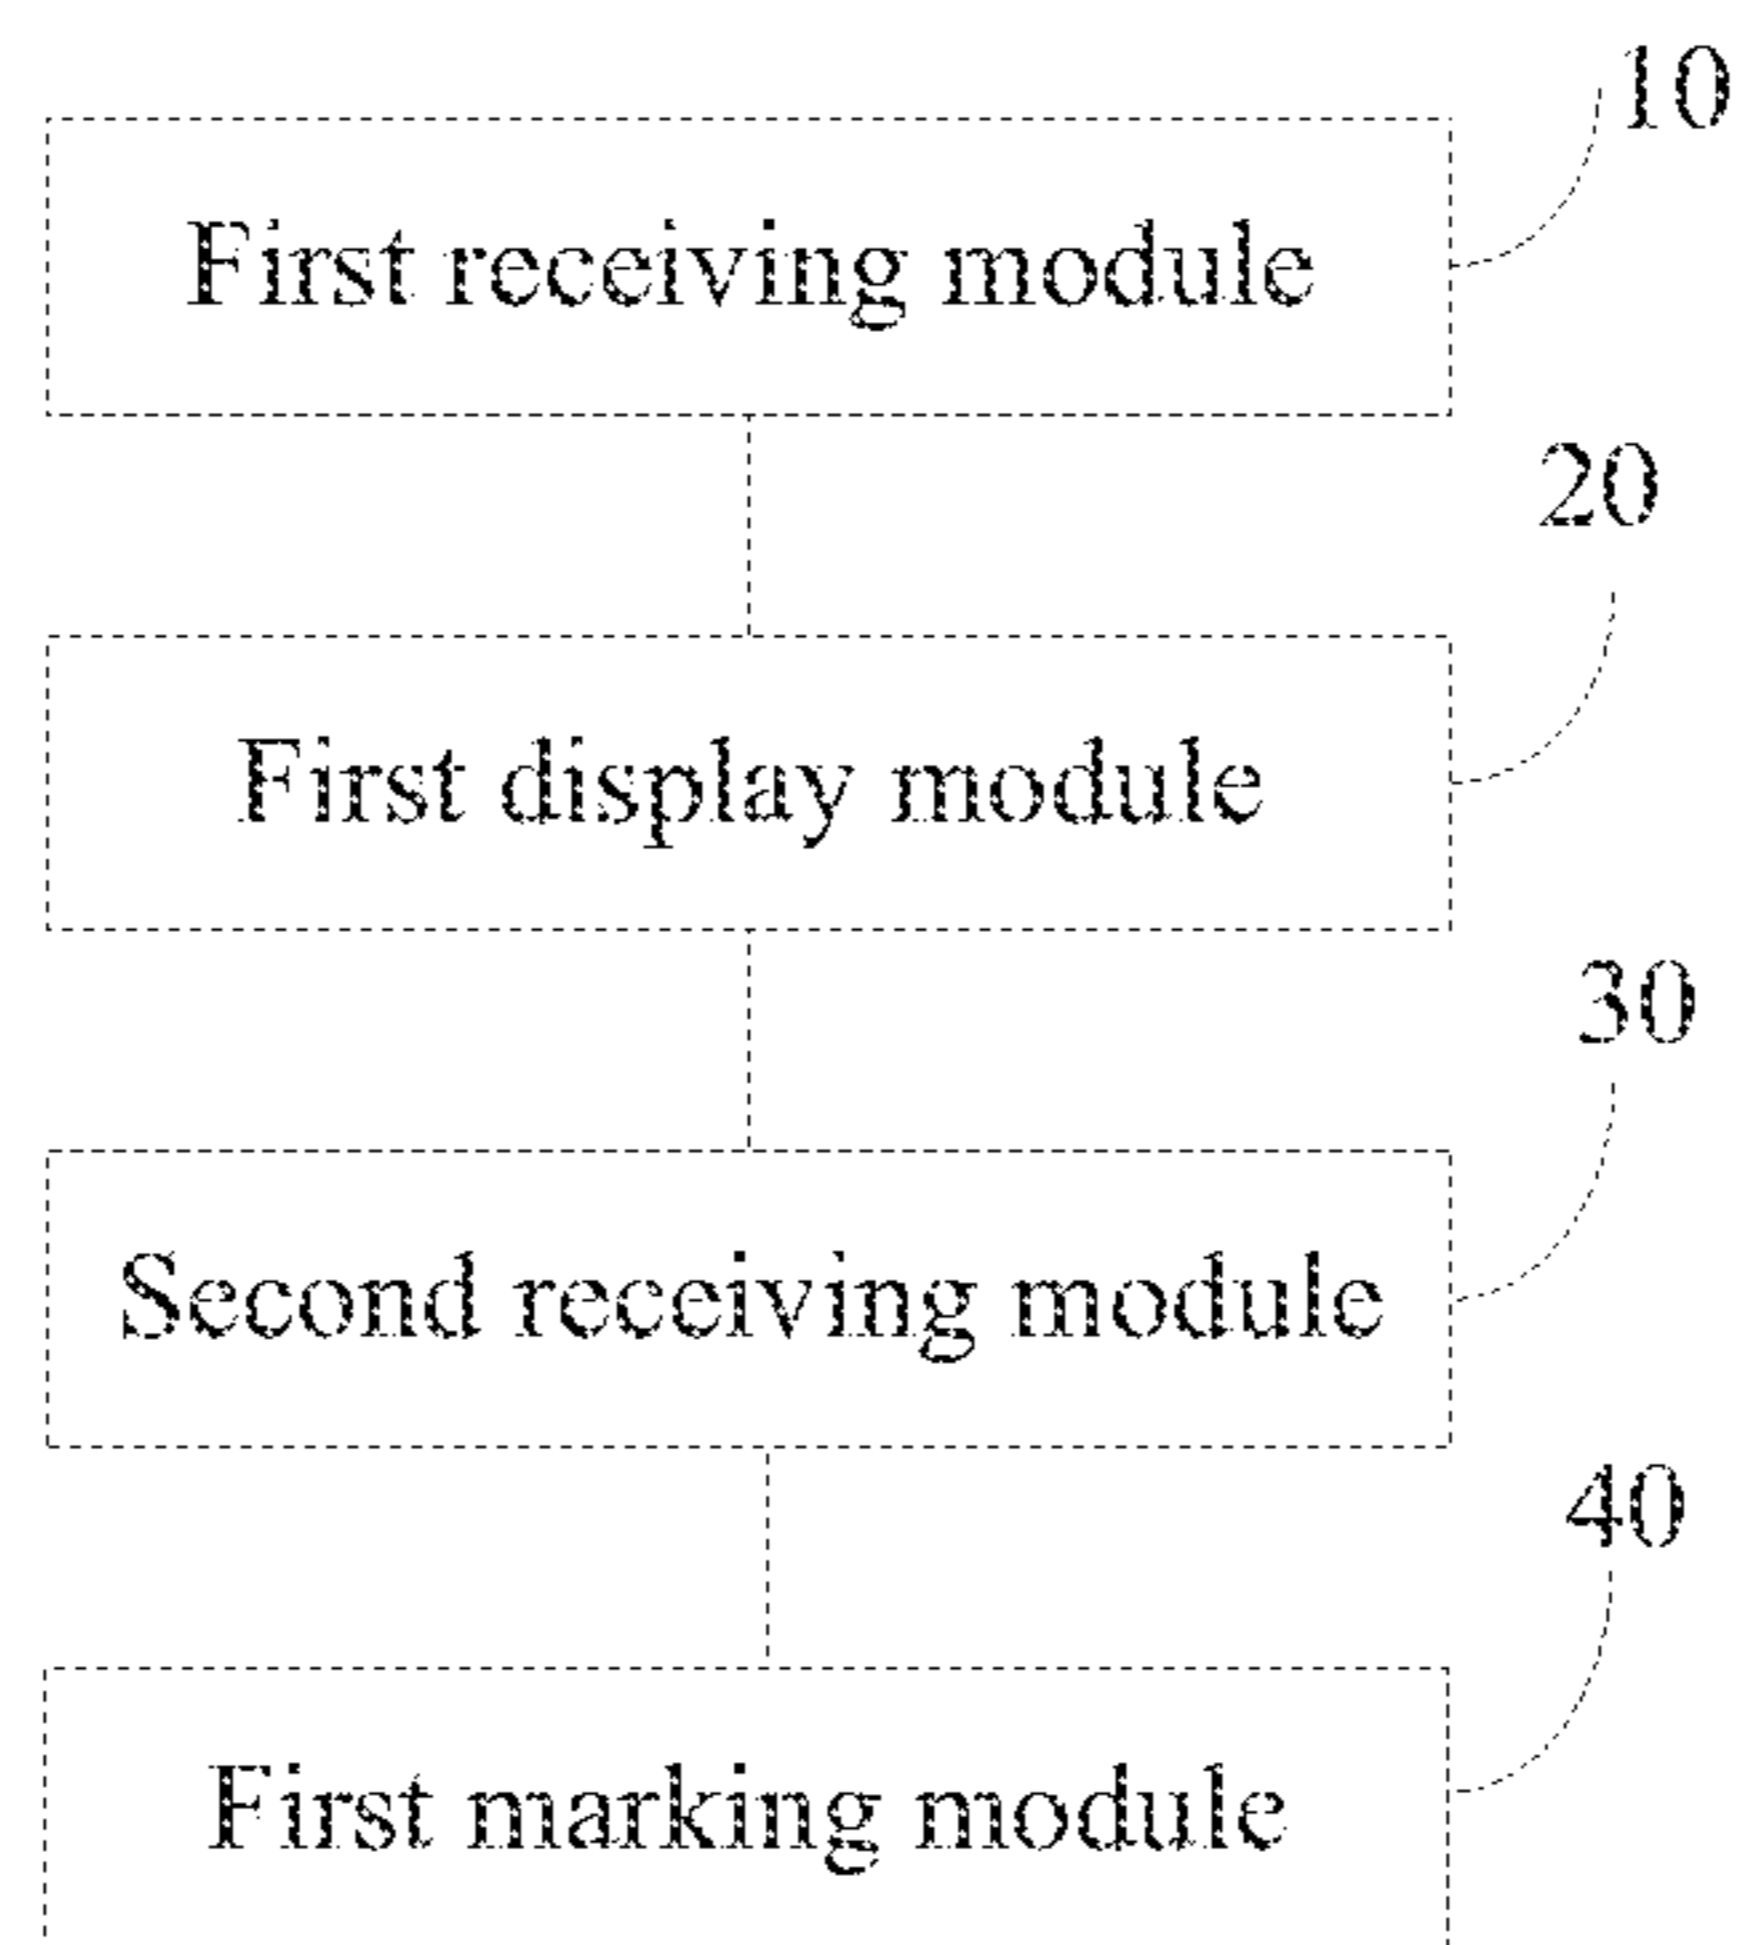 10
First receiving module
20
First display module
30
Second receiving module
40
First marking module